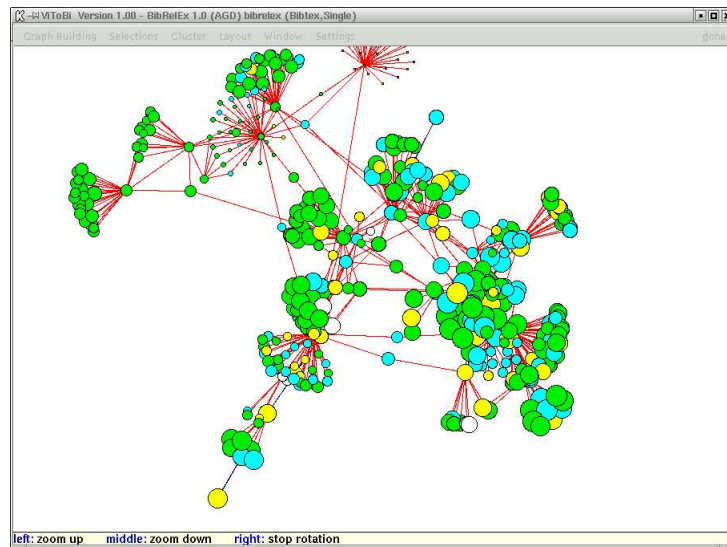 ViToBi Version 1.00 - BibRelEx 1.0 (AGD) bibrelex (Bibtex,Single)
Graph Building Selections Cluster Layout Window Settings done
left: zoom up middle: zoom down right: stop rotation